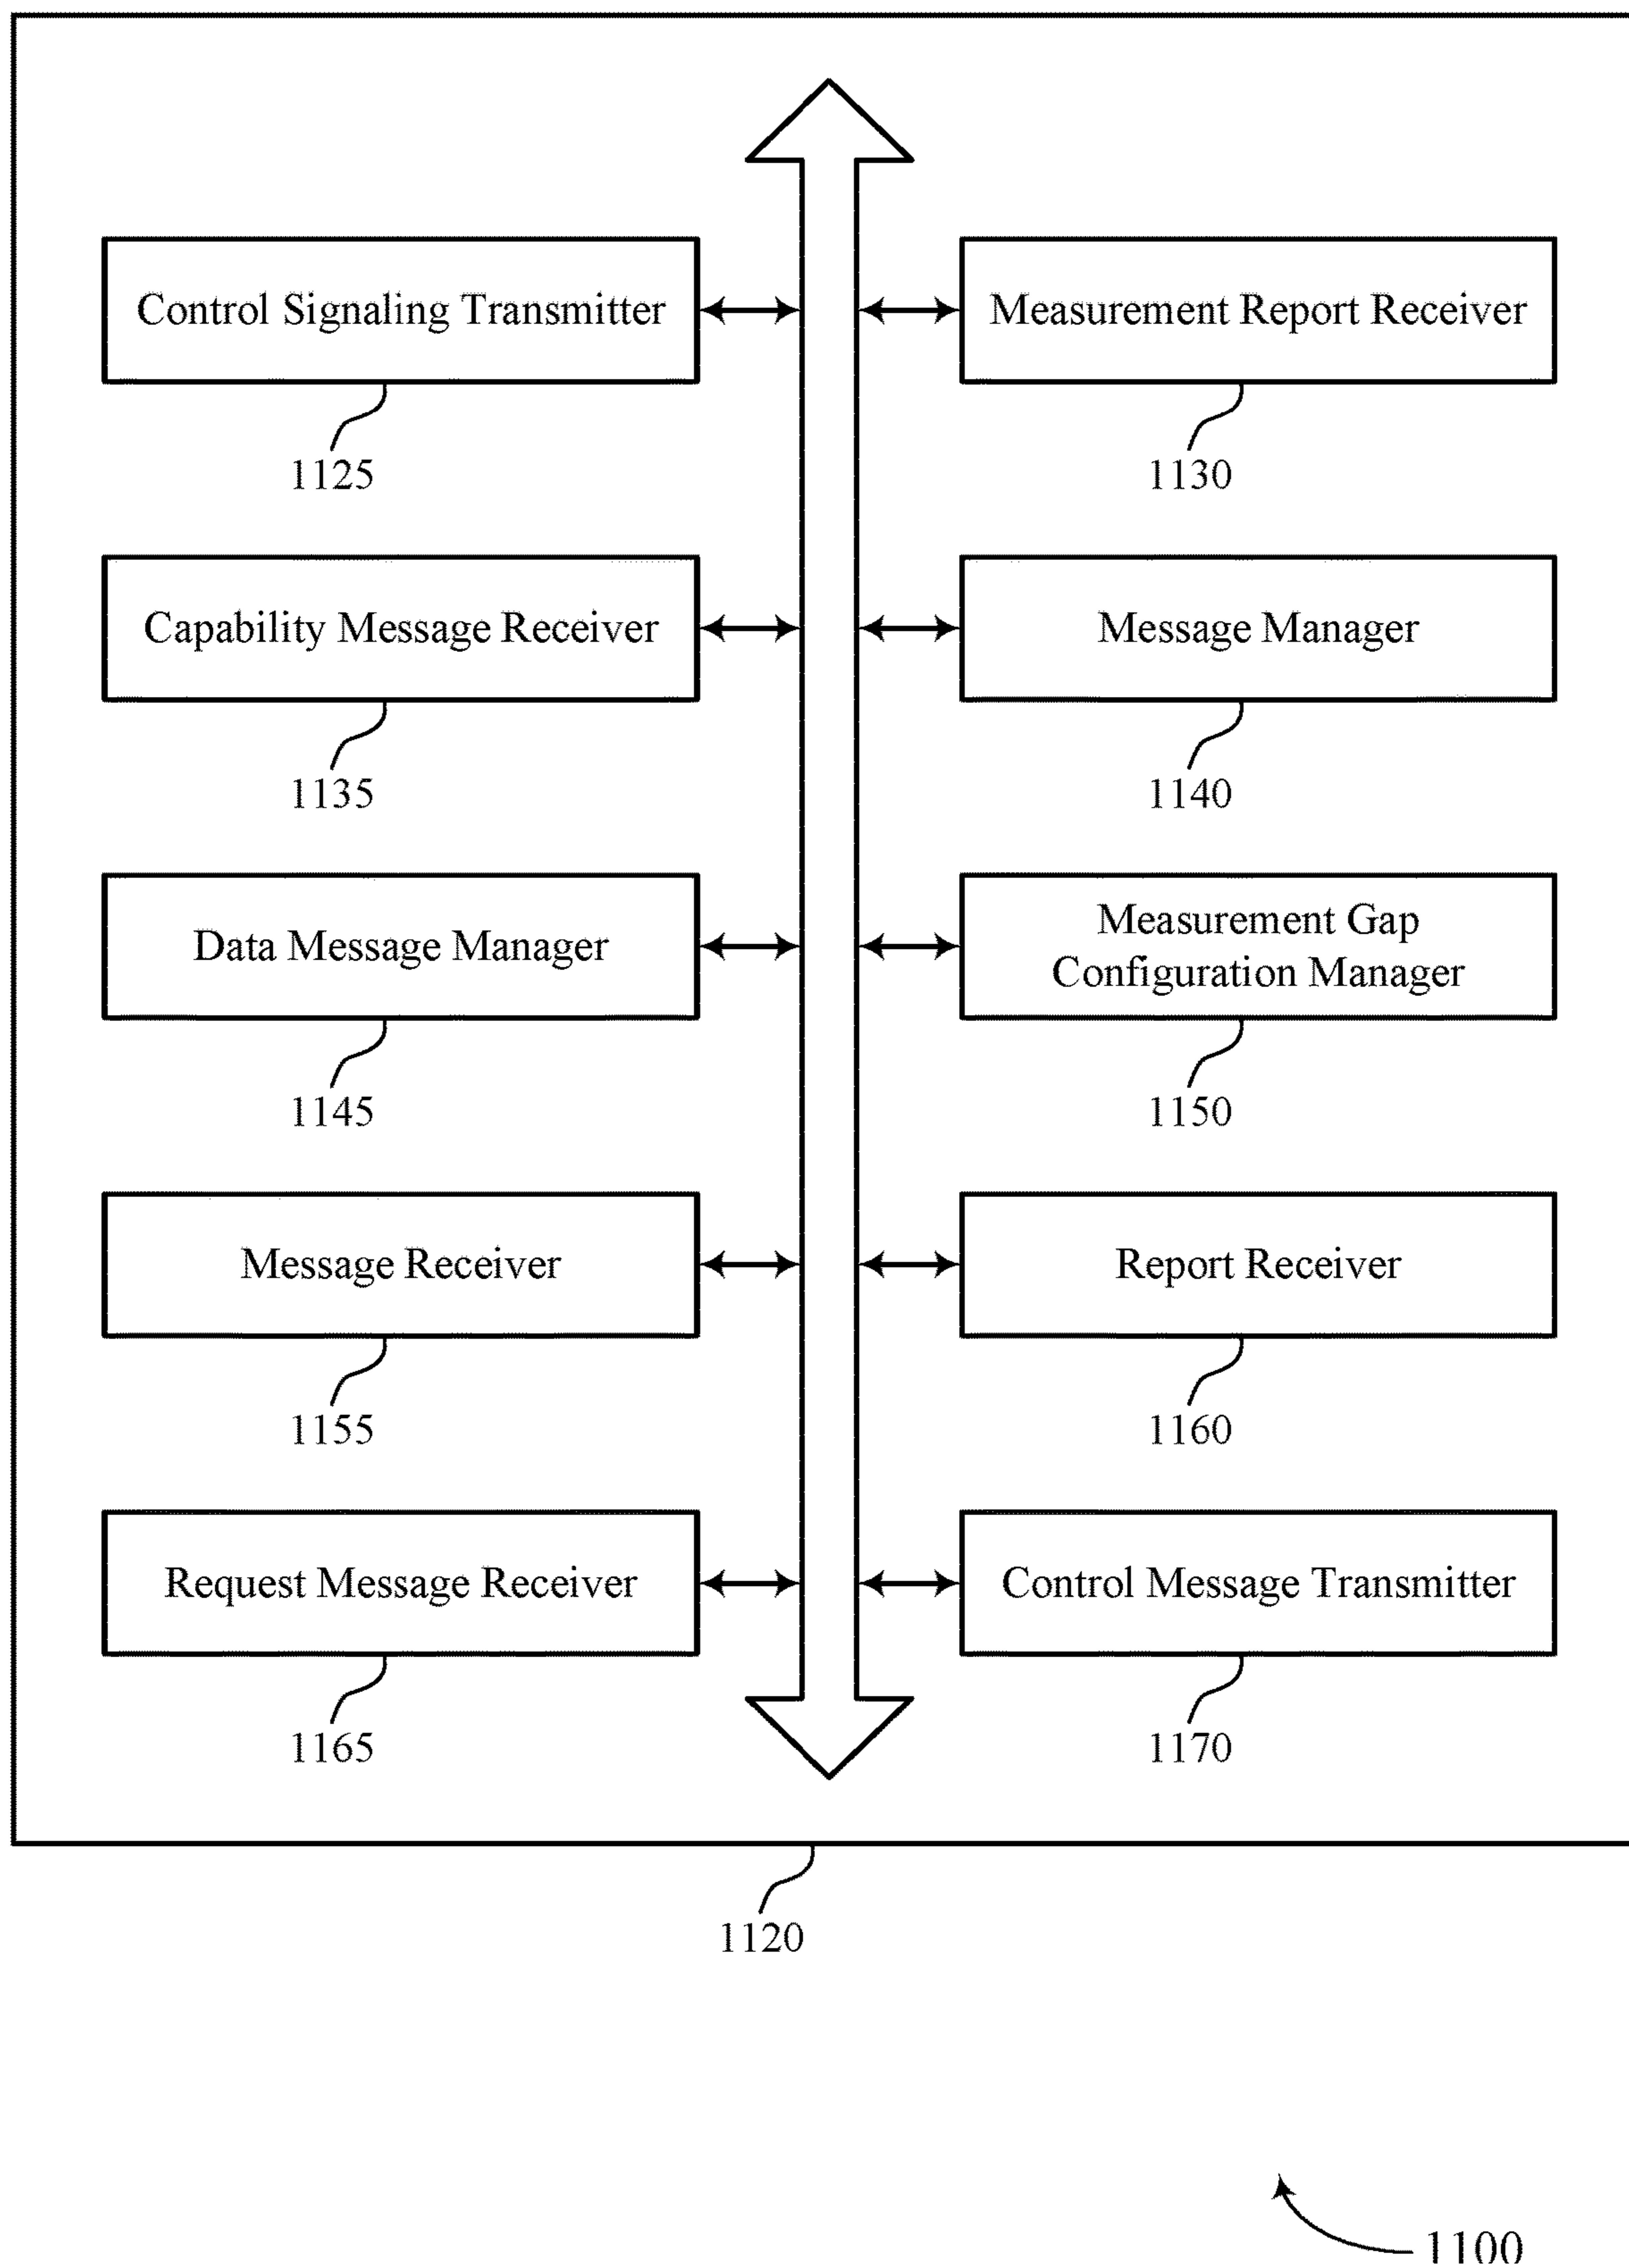 Control Signaling Transmitter
Measurement Report Receiver
1125
1130
Capability Message Receiver
Message Manager
1135
1140
Data Message Manager
Measurement Gap
Configuration Manager
1145
1150
Message Receiver
Report Receiver
1155
1160
Request Message Receiver
Control Message Transmitter
1165
1170
1120
1100